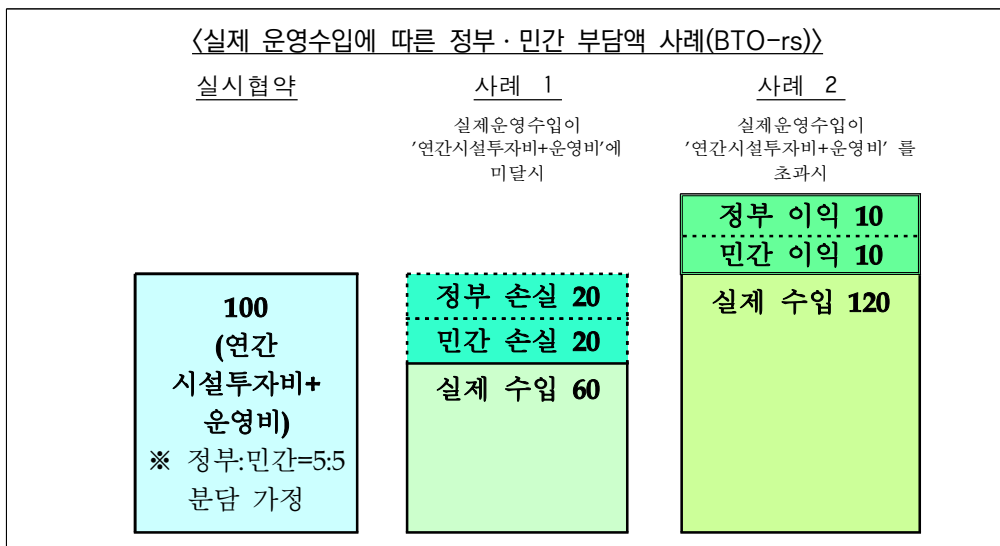 〈실제 운영수입에 따른 정부·민간 부담액 사례(BTO-rs)〉
실시협약
사례 1
사례 2
실제운영수입이
'연간시설투자비+운영비'에
미달시
실제운영수입이
'연간시설투자비+운영비' 를
초과시
100
(연간
시설투자비+
운영비)
※ 정부:민간=5:5
분담 가정
정부 손실 20
민간 손실 20
실제 수입 60
정부 이익 10
민간 이익 10
실제 수입 120